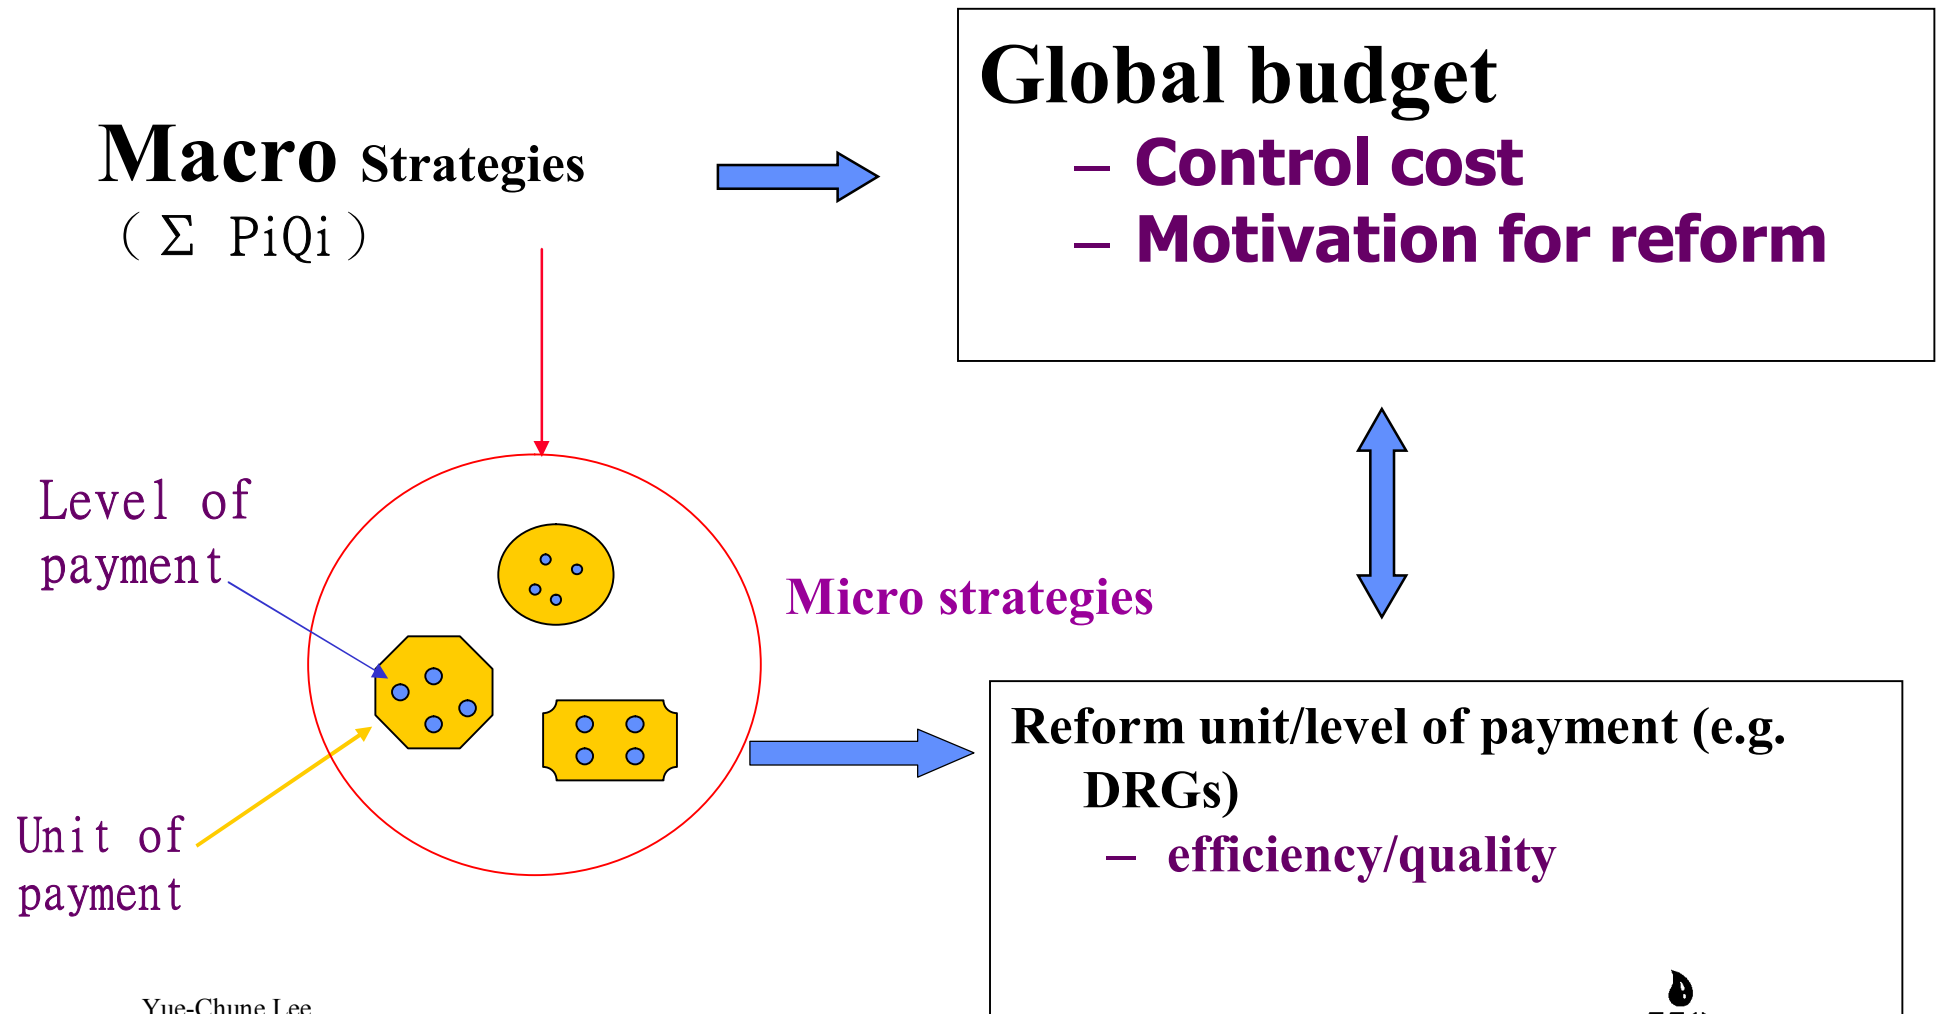 Macro Strategies
（Σ PiQi）
Global budget
– Control cost
– Motivation for reform
Level of
payment
Micro strategies
Unit of
payment
Reform unit/level of payment (e.g.
DRGs)
– efficiency/quality
Yue-Chune Lee